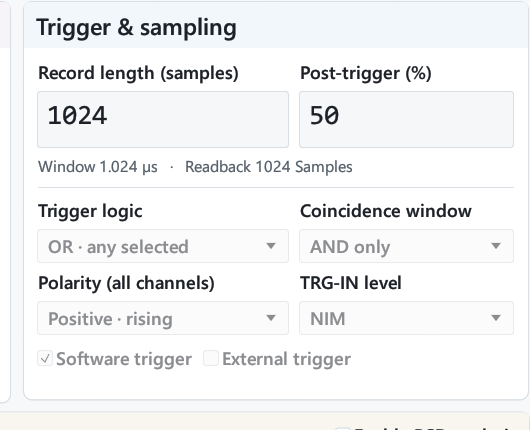 Trigger & sampling
Record length (samples) Post-trigger (%)
1024 50
Window 1.024 µs · Readback 1024 Samples
Trigger logic Coincidence window
OR · any selected AND only
Polarity (all channels) TRG-IN level
Positive · rising NIM
Software trigger External trigger